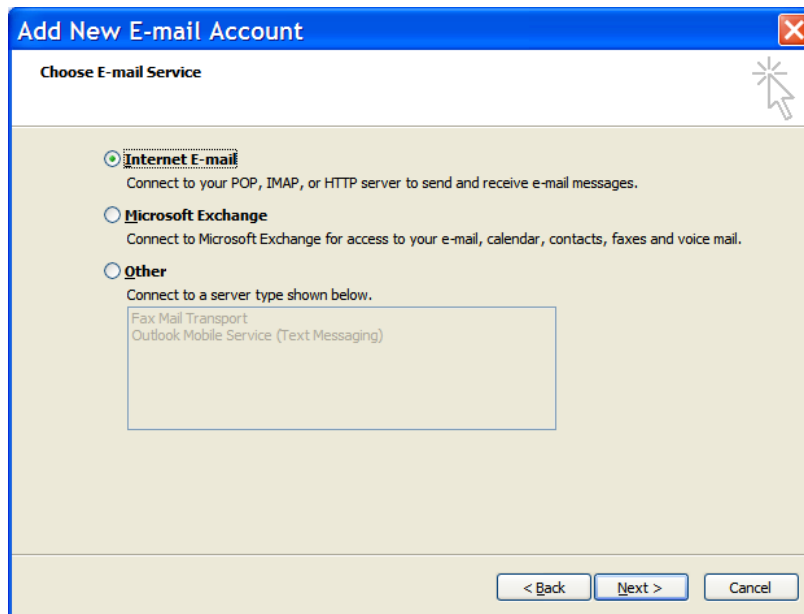 Add New E-mail Account
Choose E-mail Service
Internet E-mail
Connect to your POP, IMAP, or HTTP server to send and receive e-mail messages.
Microsoft Exchange
Connect to Microsoft Exchange for access to your e-mail, calendar, contacts, faxes and voice mail.
Other
Connect to a server type shown below.
Fax Mail Transport
Outlook Mobile Service (Text Messaging)
< Back Next > Cancel